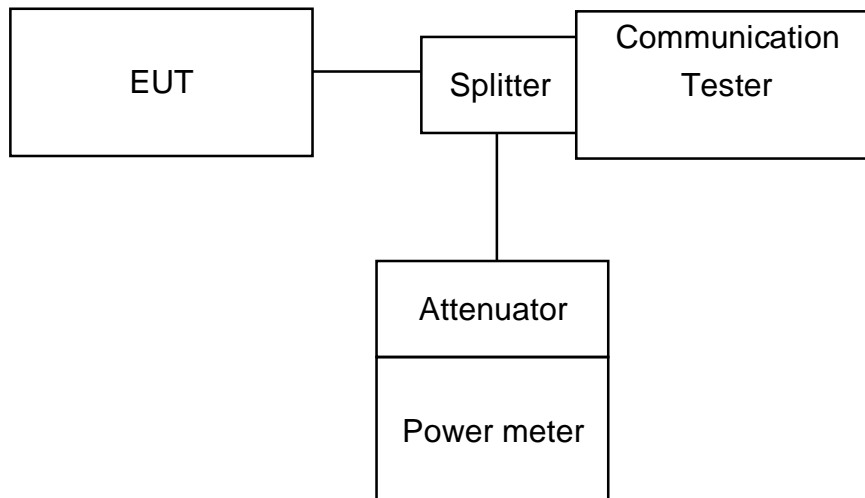 EUT
Splitter
Communication
Tester
Attenuator
Power meter